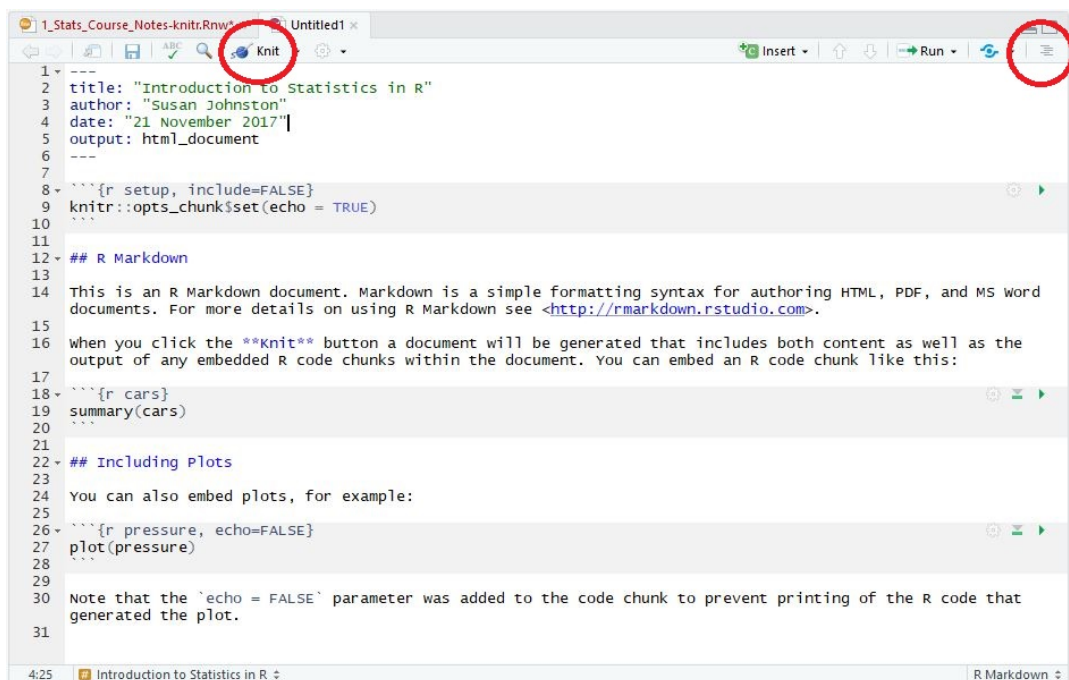 1_Stats_Course_Notes-knitr.Rnw* Untitled1
ABC Knit Insert Run
1 ---
2 title: "Introduction to Statistics in R"
3 author: "Susan Johnston"
4 date: "21 November 2017"
5 output: html_document
6 ---
7
8 ```{r setup, include=FALSE}
9 knitr::opts_chunk$set(echo = TRUE)
10 ```
11
12 ## R Markdown
13
14 This is an R Markdown document. Markdown is a simple formatting syntax for authoring HTML, PDF, and MS Word
documents. For more details on using R Markdown see <http://rmarkdown.rstudio.com>.
15
16 When you click the **Knit** button a document will be generated that includes both content as well as the
output of any embedded R code chunks within the document. You can embed an R code chunk like this:
17
18 ```{r cars}
19 summary(cars)
20 ```
21
22 ## Including Plots
23
24 You can also embed plots, for example:
25
26 ```{r pressure, echo=FALSE}
27 plot(pressure)
28 ```
29
30 Note that the `echo = FALSE` parameter was added to the code chunk to prevent printing of the R code that
generated the plot.
31
4:25 # Introduction to Statistics in R R Markdown